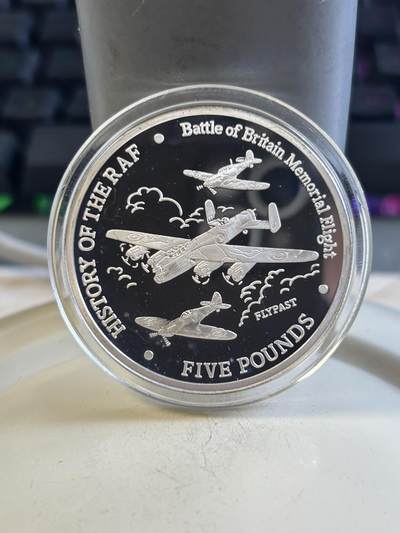 HISTORY OF THE RAF
Battle of Britain Memorial Flight
FLYPAST
FIVE POUNDS